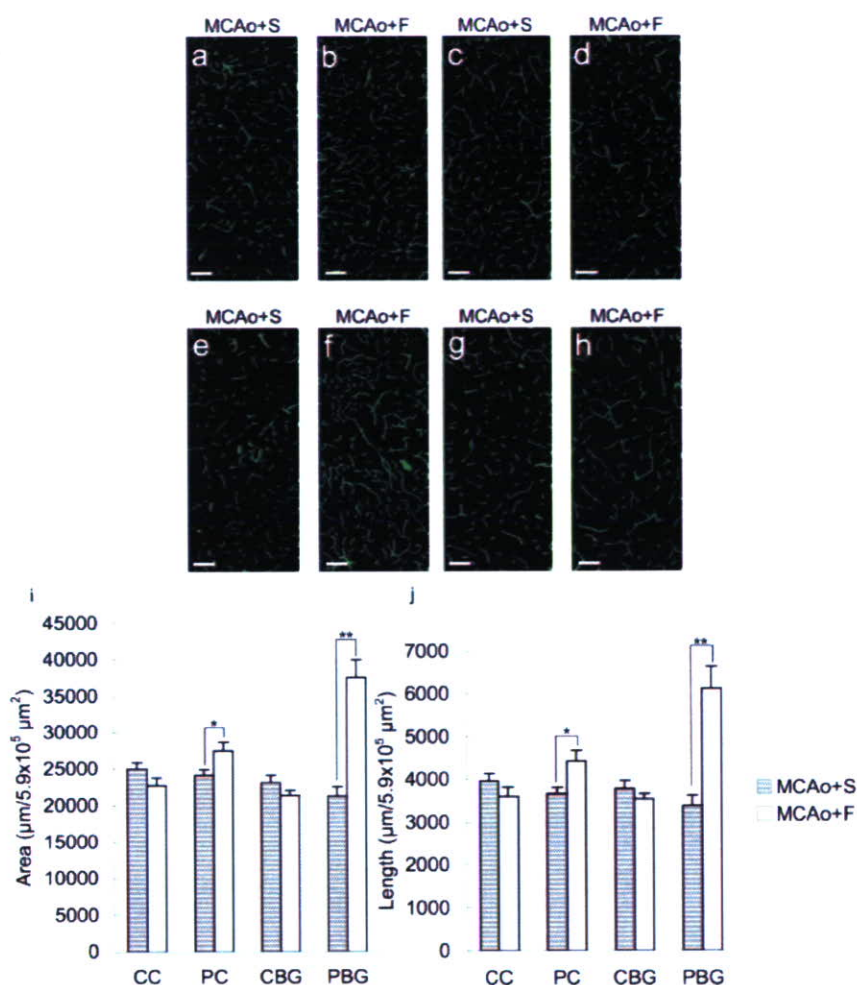 MCAo+S MCAo+F MCAo+S MCAo+F
a b c d
MCAo+S MCAo+F MCAo+S MCAo+F
e f g h
i
45000
40000
35000
30000
25000
20000
15000
10000
5000
0
Area (µm/5.9x10⁵ µm²)
*
**
CC PC CBG PBG
j
7000
6000
5000
4000
3000
2000
1000
0
Length (µm/5.9x10⁵ µm²)
*
**
CC PC CBG PBG
MCAo+S
MCAo+F